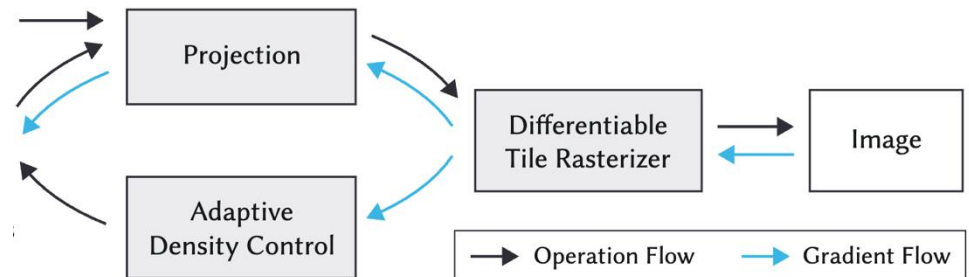 Projection
Differentiable
Tile Rasterizer
Image
Adaptive
Density Control
Operation Flow
Gradient Flow